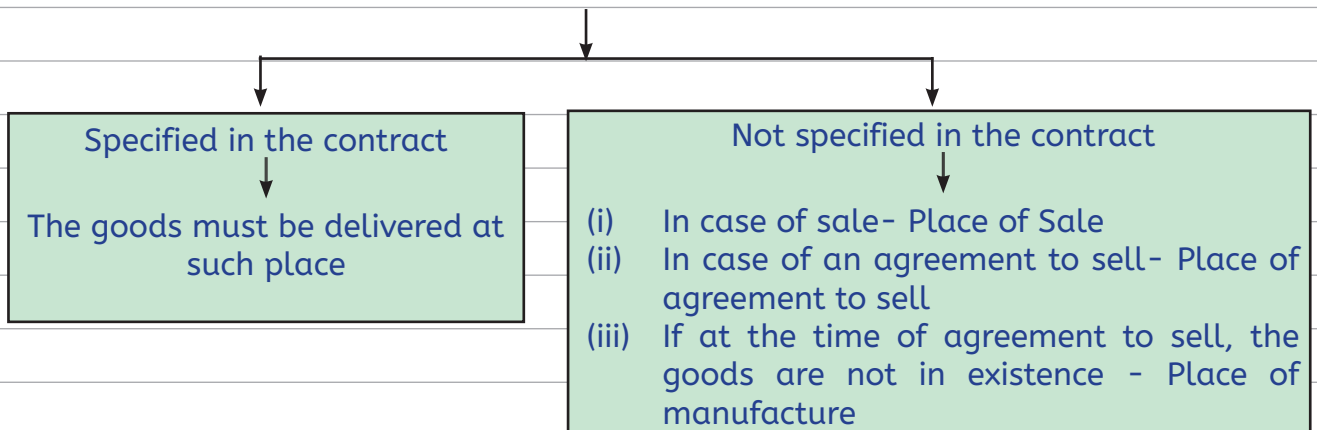 Specified in the contract
The goods must be delivered at
such place
Not specified in the contract
(i) In case of sale- Place of Sale
(ii) In case of an agreement to sell- Place of
agreement to sell
(iii) If at the time of agreement to sell, the
goods are not in existence - Place of
manufacture